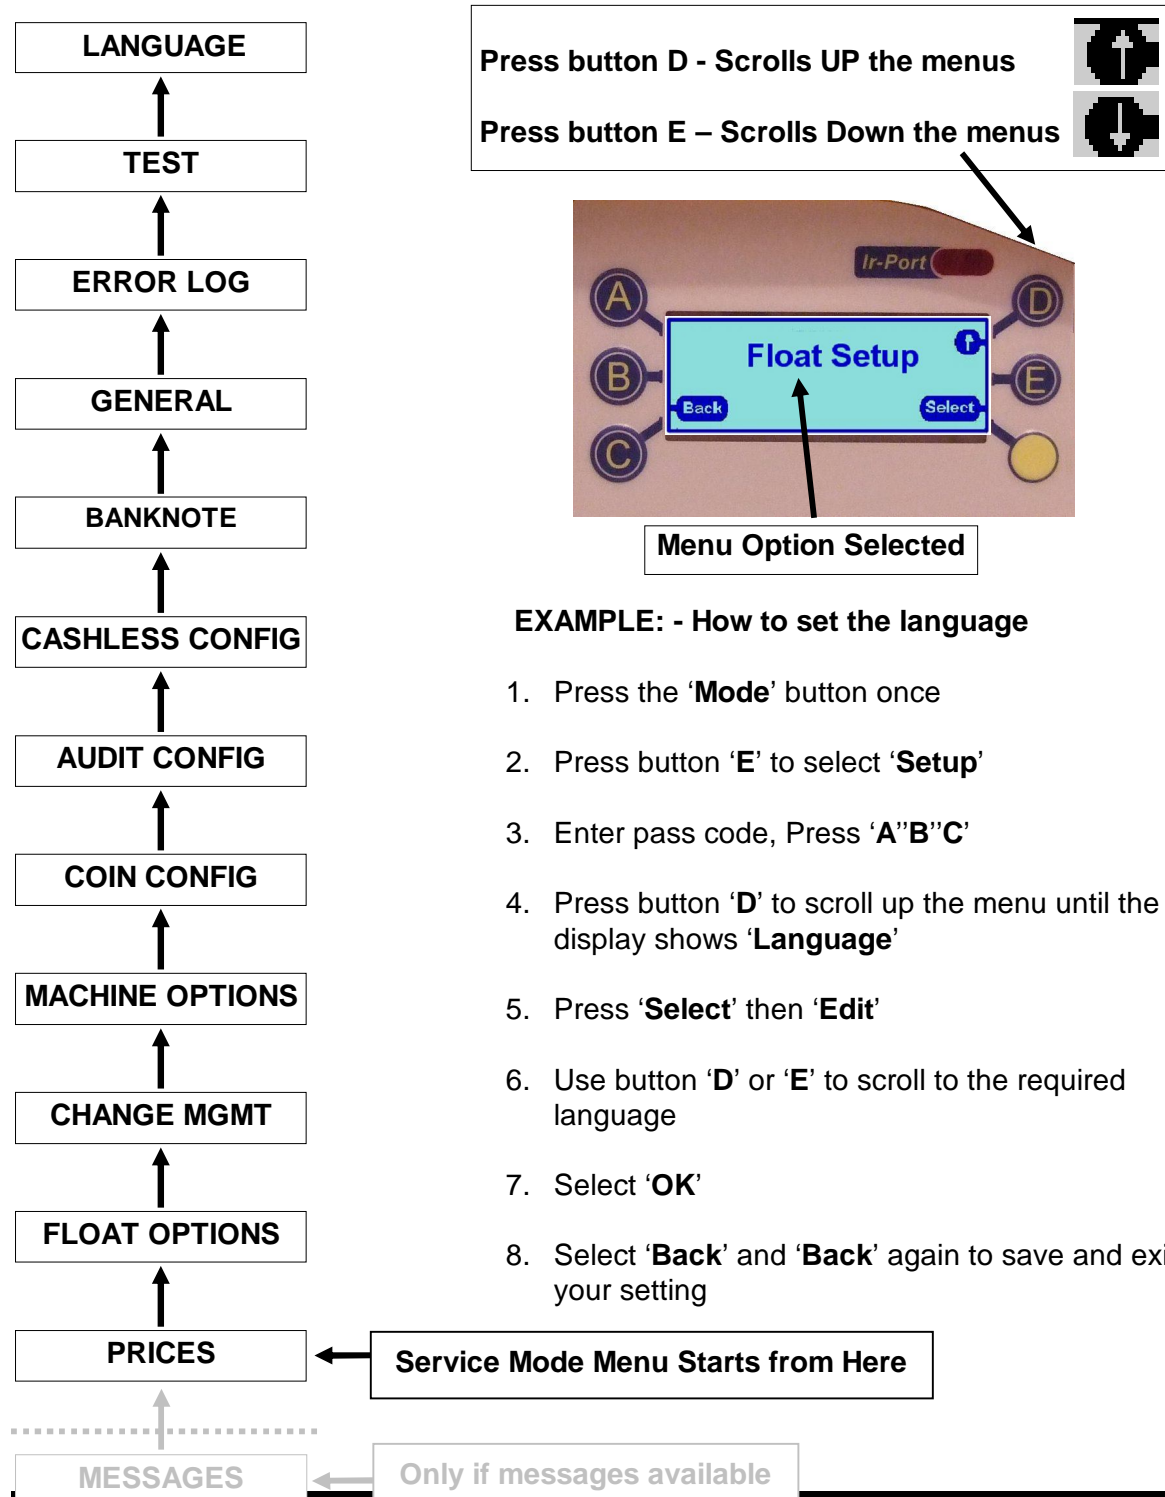 LANGUAGE
TEST
ERROR LOG
GENERAL
BANKNOTE
CASHLESS CONFIG
AUDIT CONFIG
COIN CONFIG
MACHINE OPTIONS
CHANGE MGMT
FLOAT OPTIONS
PRICES
MESSAGES
Press button D - Scrolls UP the menus
Press button E – Scrolls Down the menus
Ir-Port
A
B
C
D
E
Float Setup
Back
Select
Menu Option Selected
EXAMPLE: - How to set the language
1. Press the ‘Mode’ button once
2. Press button ‘E’ to select ‘Setup’
3. Enter pass code, Press ‘A’’B’’C’
4. Press button ‘D’ to scroll up the menu until the
display shows ‘Language’
5. Press ‘Select’ then ‘Edit’
6. Use button ‘D’ or ‘E’ to scroll to the required
language
7. Select ‘OK’
8. Select ‘Back’ and ‘Back’ again to save and exi
your setting
Service Mode Menu Starts from Here
Only if messages available